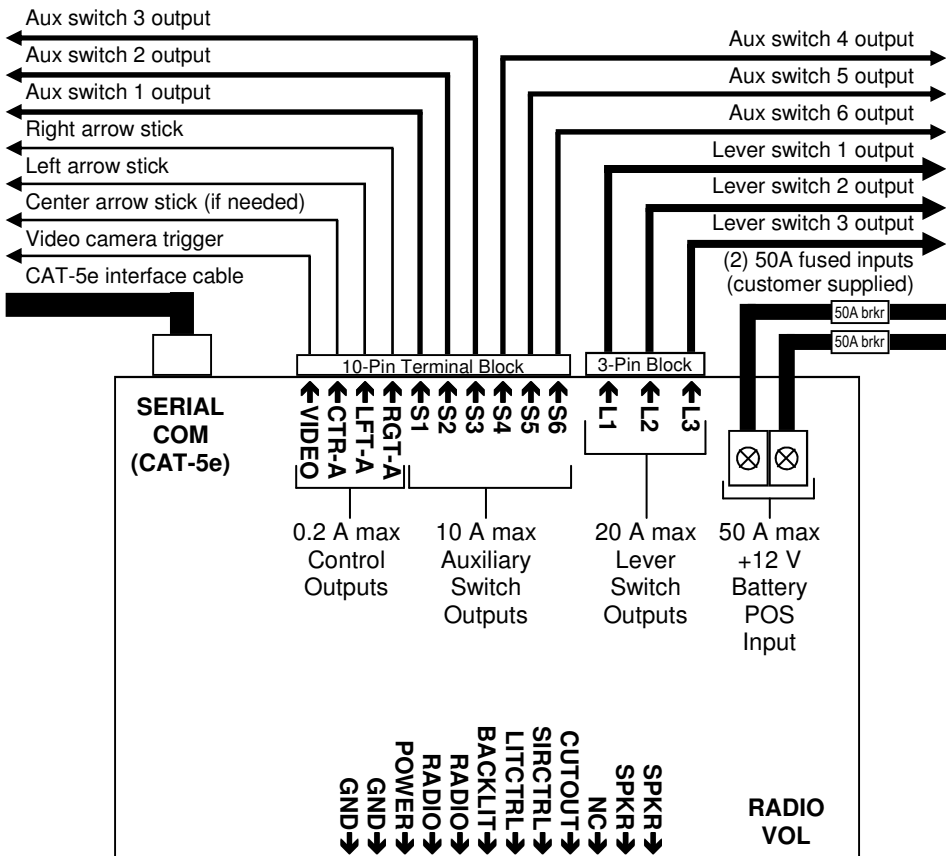 Aux switch 3 output
Aux switch 2 output
Aux switch 1 output
Right arrow stick
Left arrow stick
Center arrow stick (if needed)
Video camera trigger
CAT-5e interface cable
Aux switch 4 output
Aux switch 5 output
Aux switch 6 output
Lever switch 1 output
Lever switch 2 output
Lever switch 3 output
(2) 50A fused inputs
(customer supplied)
50A brkr
50A brkr
10-Pin Terminal Block
3-Pin Block
SERIAL
COM
(CAT-5e)
VIDEO
CTR-A
LFT-A
RGT-A
S1
S2
S3
S4
S5
S6
L1
L2
L3
0.2 A max
Control
Outputs
10 A max
Auxiliary
Switch
Outputs
20 A max
Lever
Switch
Outputs
50 A max
+12 V
Battery
POS
Input
GND
GND
POWER
RADIO
RADIO
BACKLIT
LITCTRL
SIRCTRL
CUTOUT
NC
SPKR
SPKR
RADIO
VOL